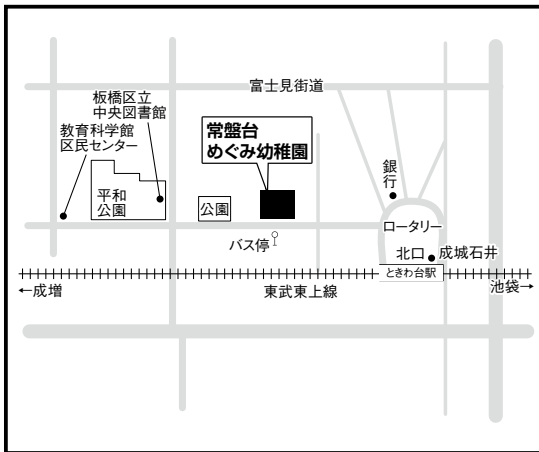 富士見街道
板橋区立
中央図書館
教育科学館
区民センター
常盤台
めぐみ幼稚園
銀行
平和
公園
公園
ロータリー
バス停
北口
成城石井
ときわ台駅
←成増
東武東上線
池袋→